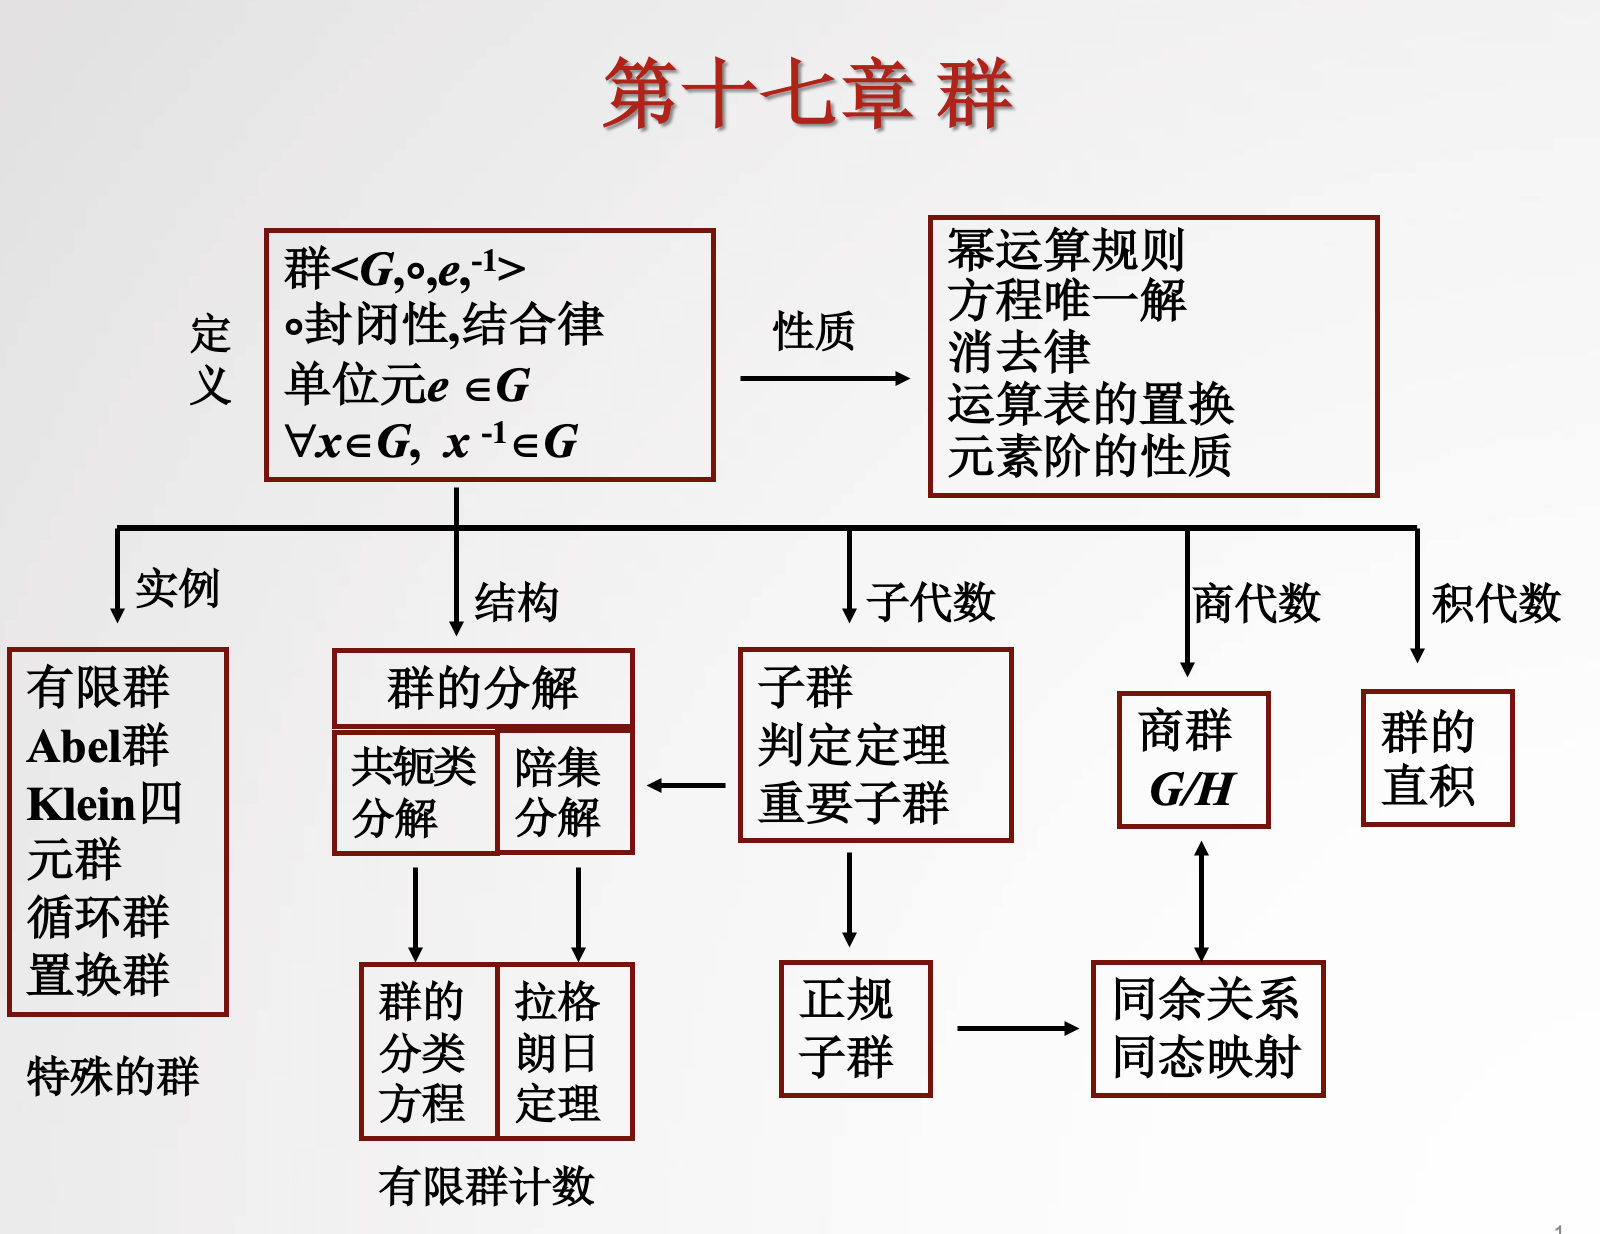 第十七章 群
定
义
群<G,∘,e,⁻¹>
∘封闭性,结合律
单位元e ∈G
∀x∈G, x ⁻¹∈G
性质
幂运算规则
方程唯一解
消去律
运算表的置换
元素阶的性质
实例
结构
子代数
商代数
积代数
有限群
Abel群
Klein四
元群
循环群
置换群
特殊的群
群的分解
共轭类
分解
陪集
分解
群的
分类
方程
拉格
朗日
定理
有限群计数
子群
判定定理
重要子群
正规
子群
商群
G/H
同余关系
同态映射
群的
直积
1